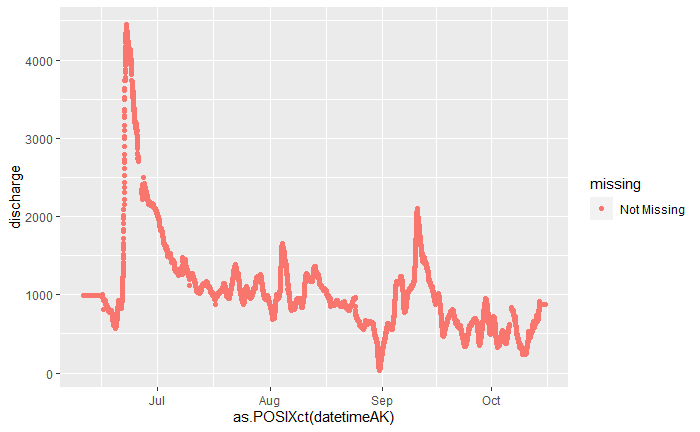 4000
3000
2000
1000
0
discharge
Jul
Aug
Sep
Oct
as.POSIXct(datetimeAK)
missing
Not Missing